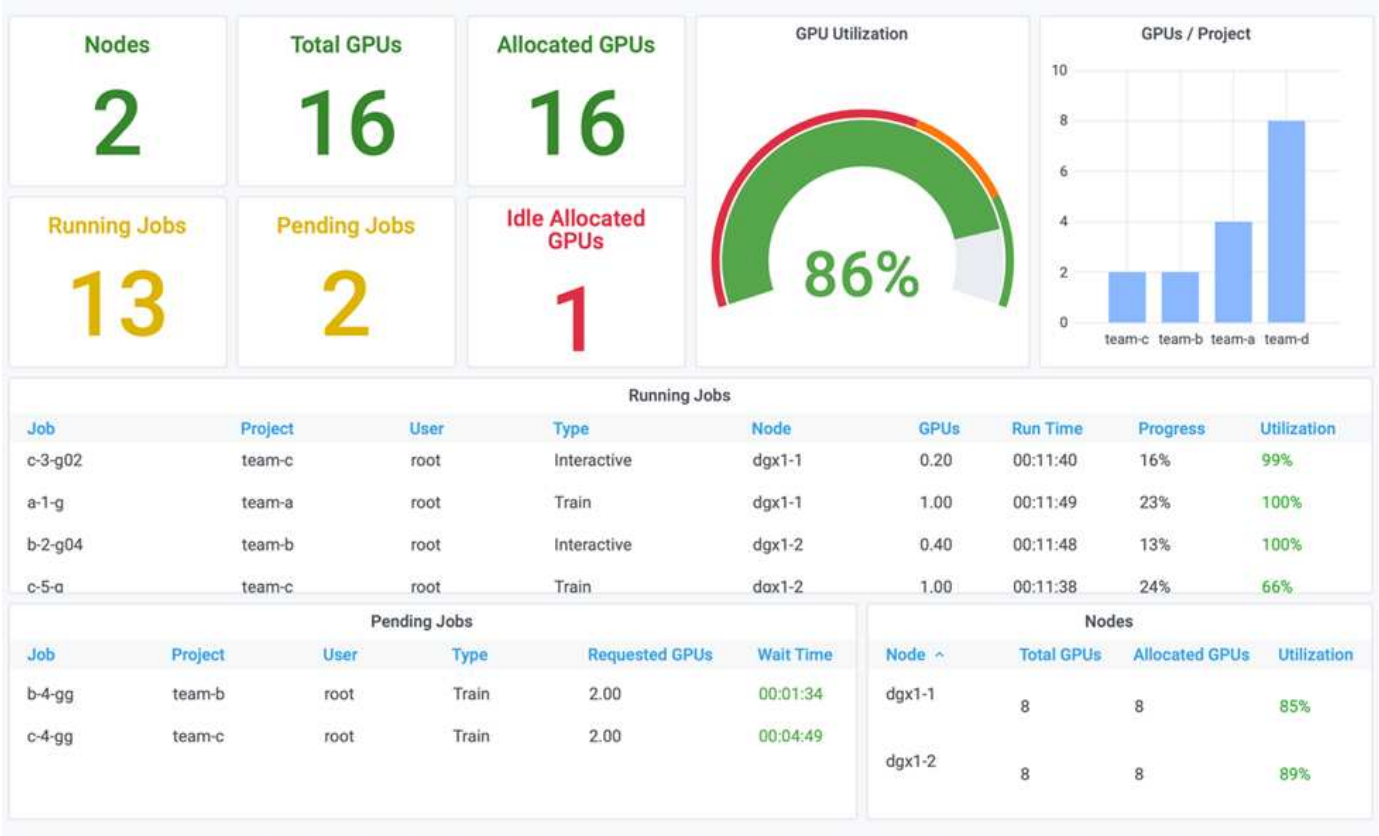 Nodes
2
Total GPUs
16
Allocated GPUs
16
Running Jobs
13
Pending Jobs
2
Idle Allocated
GPUs
1
GPU Utilization
86%
GPUs / Project
10
8
6
4
2
0
team-c team-b team-a team-d
Running Jobs
Job Project User Type Node GPUs Run Time Progress Utilization
c-3-g02 team-c root Interactive dgx1-1 0.20 00:11:40 16% 99%
a-1-g team-a root Train dgx1-1 1.00 00:11:49 23% 100%
b-2-g04 team-b root Interactive dgx1-2 0.40 00:11:48 13% 100%
c-5-g team-c root Train dgx1-2 1.00 00:11:38 24% 66%
Pending Jobs
Job Project User Type Requested GPUs Wait Time
b-4-gg team-b root Train 2.00 00:01:34
c-4-gg team-c root Train 2.00 00:04:49
Nodes
Node Total GPUs Allocated GPUs Utilization
dgx1-1 8 8 85%
dgx1-2 8 8 89%